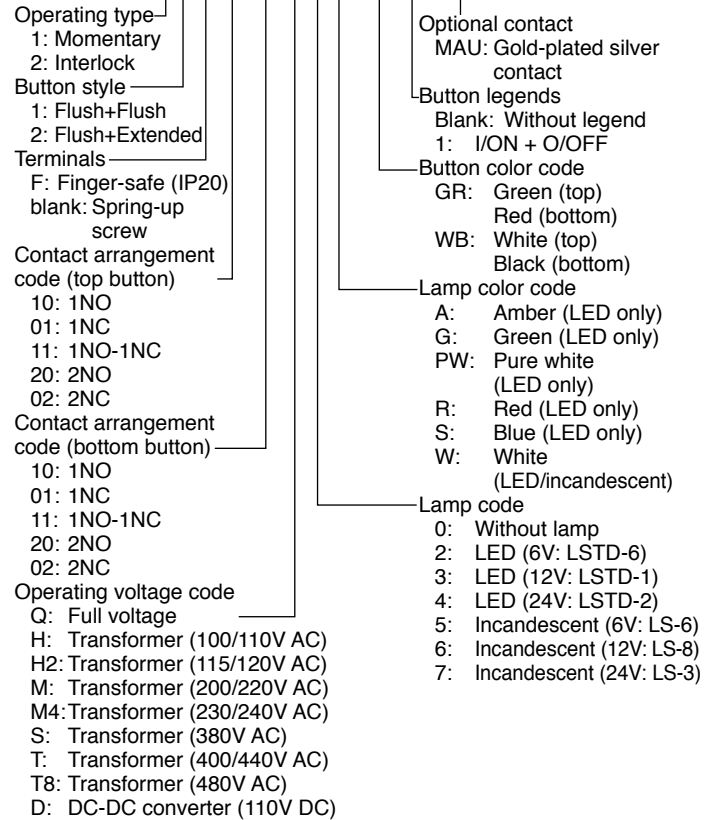 Operating type
1: Momentary
2: Interlock
Button style
1: Flush+Flush
2: Flush+Extended
Terminals
F: Finger-safe (IP20)
blank: Spring-up
screw
Contact arrangement
code (top button)
10: 1NO
01: 1NC
11: 1NO-1NC
20: 2NO
02: 2NC
Contact arrangement
code (bottom button)
10: 1NO
01: 1NC
11: 1NO-1NC
20: 2NO
02: 2NC
Operating voltage code
Q: Full voltage
H: Transformer (100/110V AC)
H2: Transformer (115/120V AC)
M: Transformer (200/220V AC)
M4: Transformer (230/240V AC)
S: Transformer (380V AC)
T: Transformer (400/440V AC)
T8: Transformer (480V AC)
D: DC-DC converter (110V DC)
Optional contact
MAU: Gold-plated silver
contact
Button legends
Blank: Without legend
1: I/ON + O/OFF
Button color code
GR: Green (top)
Red (bottom)
WB: White (top)
Black (bottom)
Lamp color code
A: Amber (LED only)
G: Green (LED only)
PW: Pure white
(LED only)
R: Red (LED only)
S: Blue (LED only)
W: White
(LED/incandescent)
Lamp code
0: Without lamp
2: LED (6V: LSTD-6)
3: LED (12V: LSTD-1)
4: LED (24V: LSTD-2)
5: Incandescent (6V: LS-6)
6: Incandescent (12V: LS-8)
7: Incandescent (24V: LS-3)